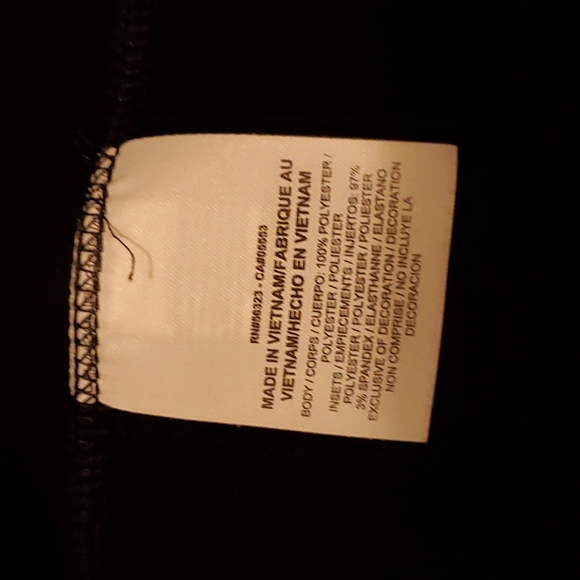 RN#56323 - CA#05553
MADE IN VIETNAM/FABRIQUE AU
VIETNAM/HECHO EN VIETNAM
BODY / CORPS / CUERPO: 100% POLYESTER /
POLYESTER / POLIESTER
INSETS / EMPIECEMENTS / INJERTOS: 97%
POLYESTER / POLYESTER / POLIESTER
3% SPANDEX / ELASTHANNE / ELASTANO
EXCLUSIVE OF DECORATION / DECORATION
NON COMPRISE / NO INCLUYE LA
DECORACION